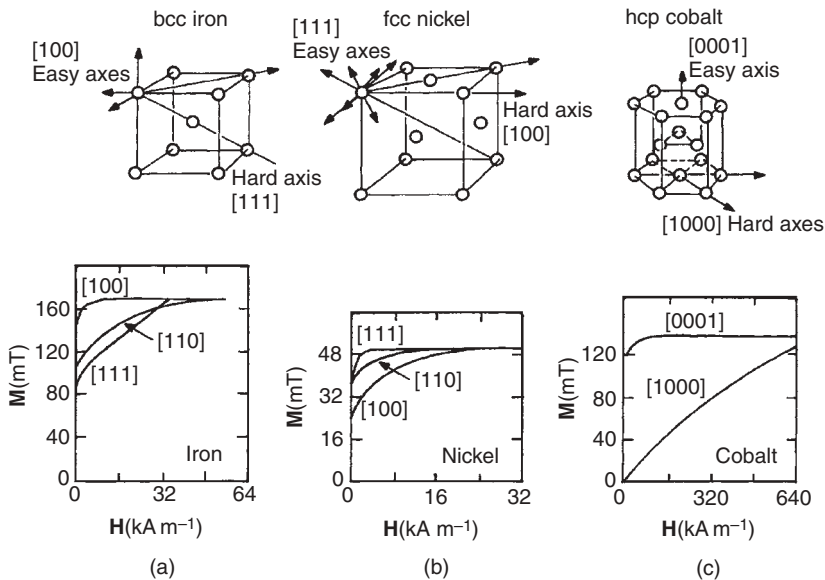 bcc iron
[100]
Easy axes
Hard axis
[111]
fcc nickel
[111]
Easy axes
Hard axis
[100]
hcp cobalt
[0001]
Easy axis
[1000] Hard axes
M(mT)
160
120
80
40
0
[100]
[110]
[111]
Iron
0 32 64
H(kA m⁻¹)
(a)
M(mT)
48
32
16
0
[111]
[110]
[100]
Nickel
0 16 32
H(kA m⁻¹)
(b)
M(mT)
120
80
40
0
[0001]
[1000]
Cobalt
0 320 640
H(kA m⁻¹)
(c)